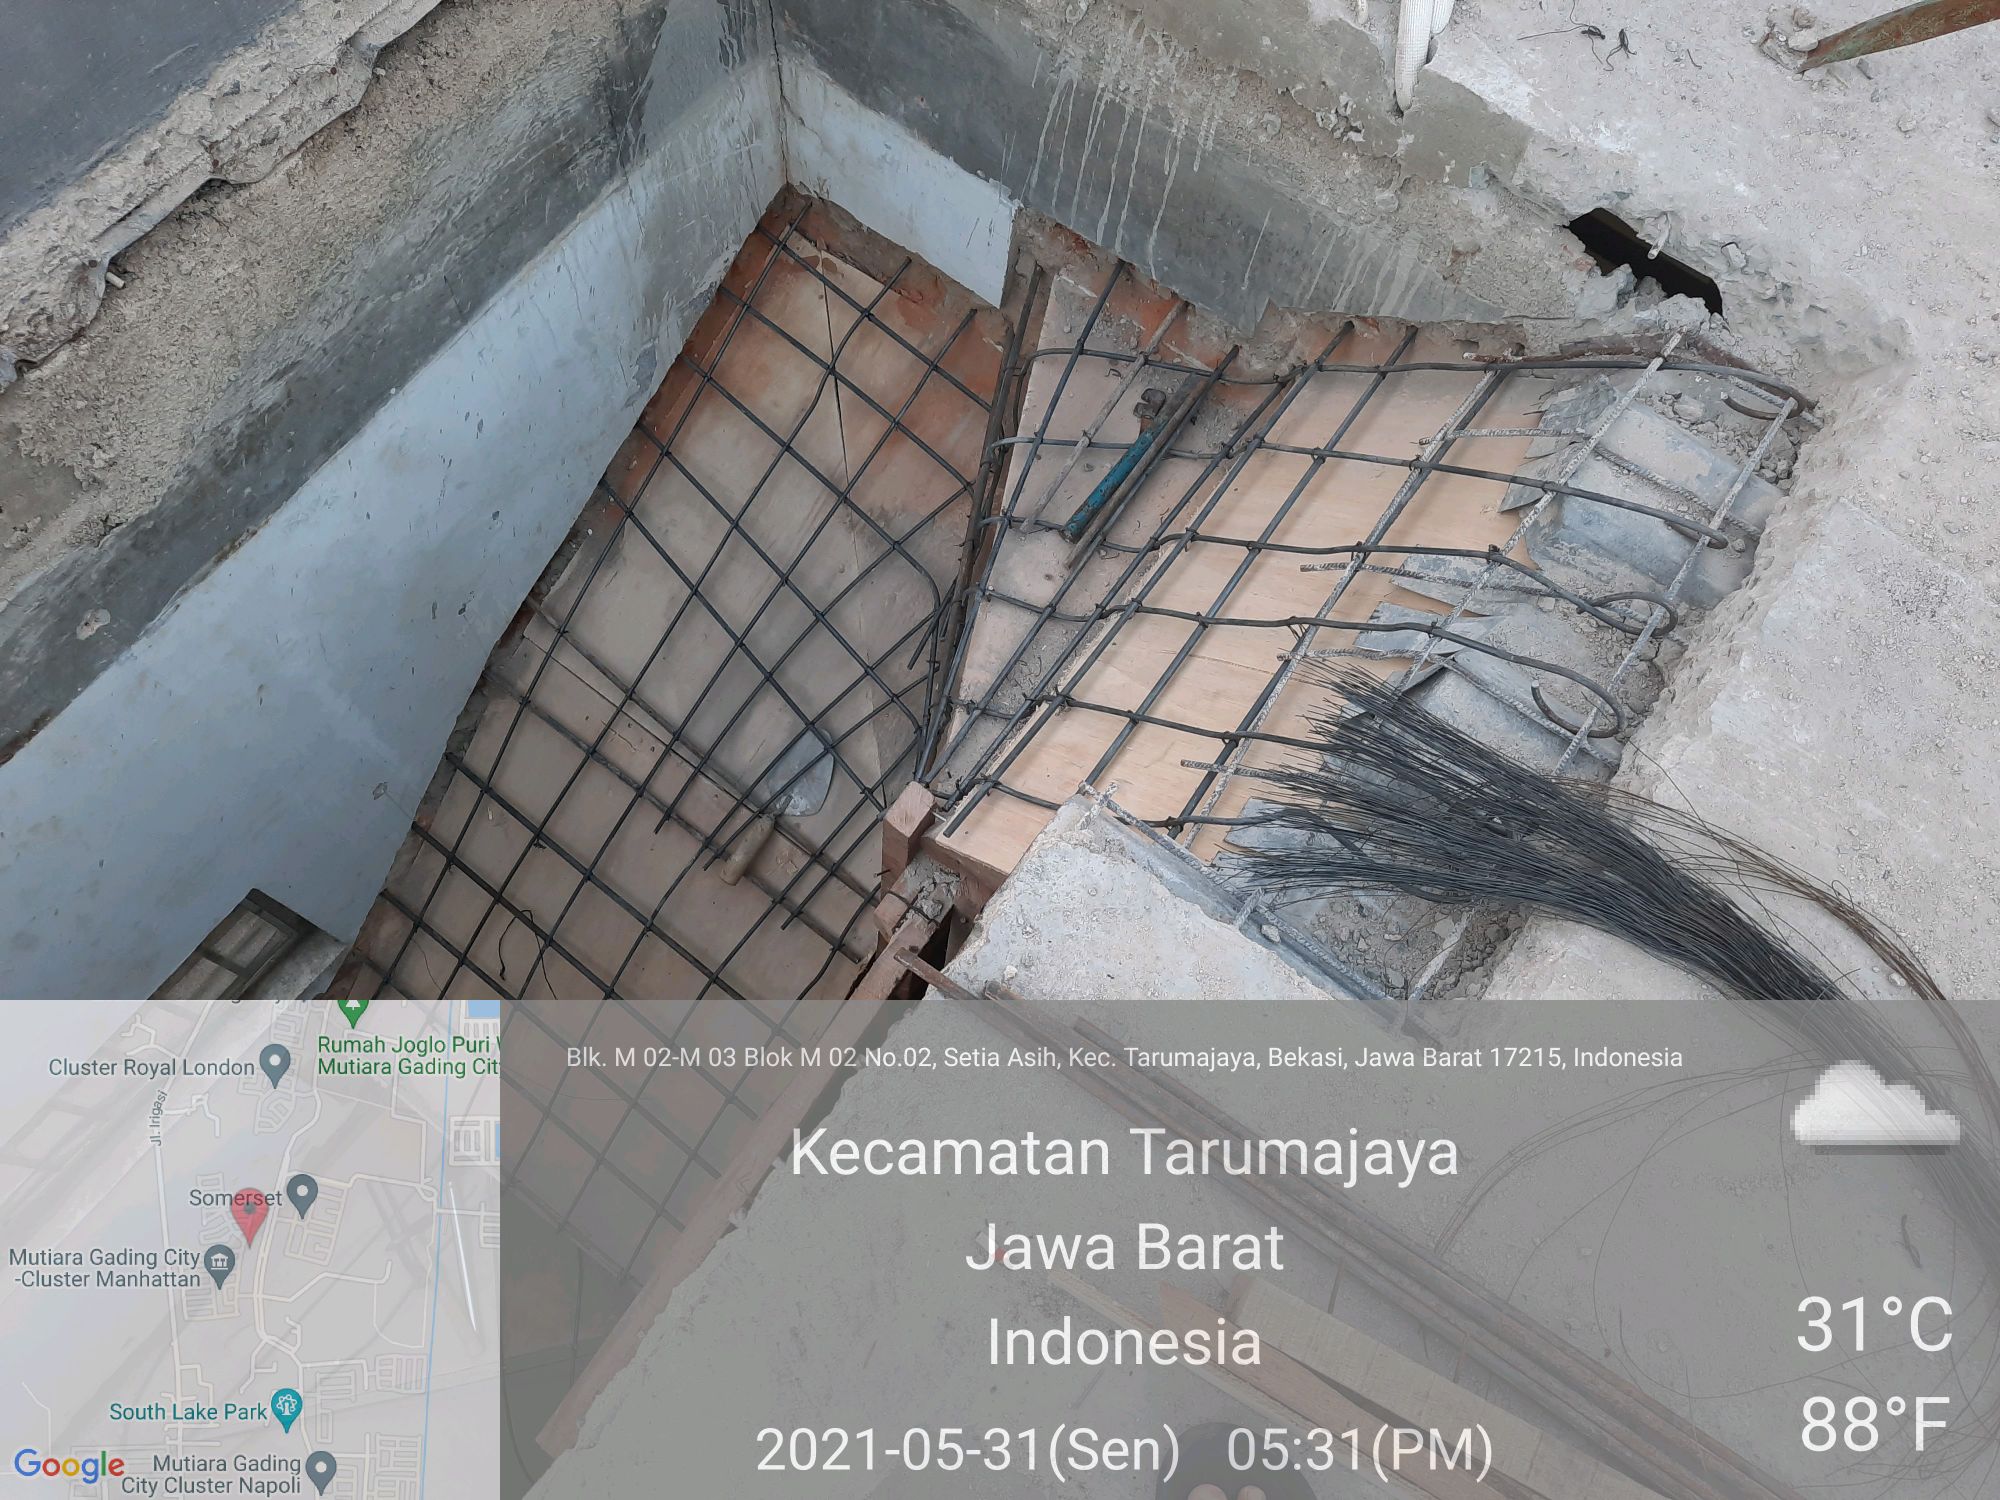 Rumah Joglo Puri
Mutiara Gading Cit
Cluster Royal London
Jl. Irigasi
Somerset
Mutiara Gading City
-Cluster Manhattan
South Lake Park
Google
Mutiara Gading
City Cluster Napoli
Blk. M 02-M 03 Blok M 02 No.02, Setia Asih, Kec. Tarumajaya, Bekasi, Jawa Barat 17215, Indonesia
Kecamatan Tarumajaya
Jawa Barat
Indonesia
2021-05-31(Sen) 05:31(PM)
31°C
88°F